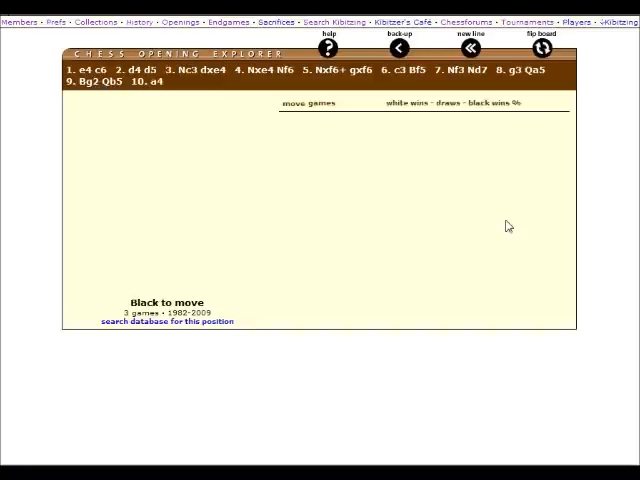 Members • Prefs • Collections • History • Openings • Endgames • Sacrifices • Search Kibitzing • Kibitzer's Café • Chessforums • Tournaments • Players • Kibitzing
help back-up new line flip board
CHESS OPENING EXPLORER
1. e4 c6 2. d4 d5 3. Nc3 dxe4 4. Nxe4 Nf6 5. Nxf6+ gxf6 6. c3 Bf5 7. Nf3 Nd7 8. g3 Qa5
9. Bg2 Qb5 10. a4
move games white wins - draws - black wins %
Black to move
3 games • 1982-2009
search database for this position